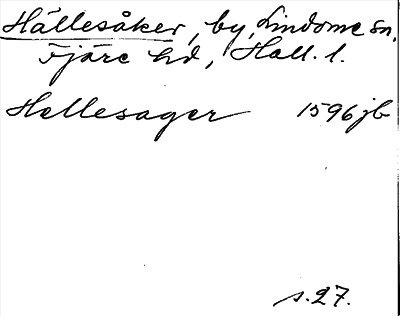 Hällesåker, by, Lindome sn,
Fjäre hd, Hall. l.
Hellesager 1596 jb
s. 27.